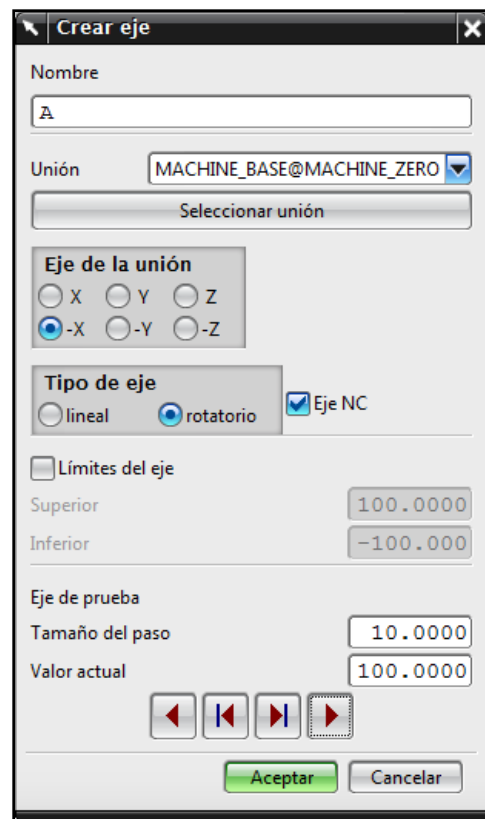 Crear eje
Nombre
A
Unión MACHINE_BASE@MACHINE_ZERO
Seleccionar unión
Eje de la unión
X Y Z
-X -Y -Z
Tipo de eje
lineal rotatorio Eje NC
Límites del eje
Superior 100.0000
Inferior -100.000
Eje de prueba
Tamaño del paso 10.0000
Valor actual 100.0000
Aceptar Cancelar